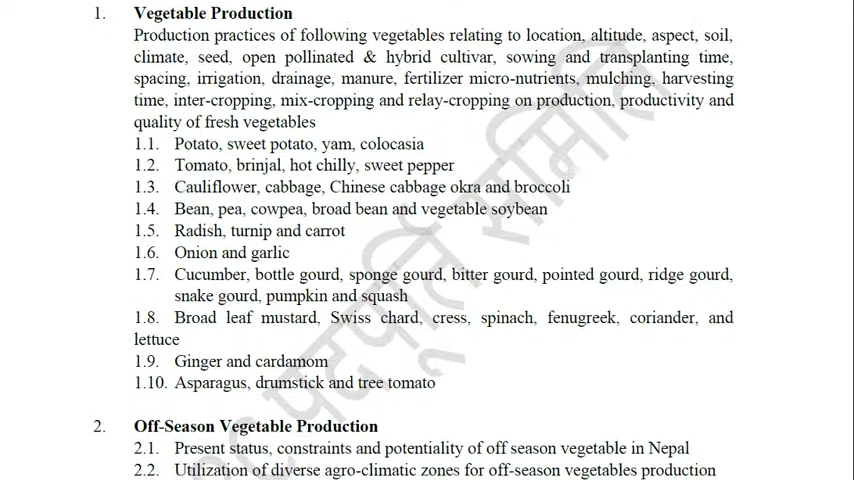 1. Vegetable Production
Production practices of following vegetables relating to location, altitude, aspect, soil,
climate, seed, open pollinated & hybrid cultivar, sowing and transplanting time,
spacing, irrigation, drainage, manure, fertilizer micro-nutrients, mulching, harvesting
time, inter-cropping, mix-cropping and relay-cropping on production, productivity and
quality of fresh vegetables
1.1. Potato, sweet potato, yam, colocasia
1.2. Tomato, brinjal, hot chilly, sweet pepper
1.3. Cauliflower, cabbage, Chinese cabbage okra and broccoli
1.4. Bean, pea, cowpea, broad bean and vegetable soybean
1.5. Radish, turnip and carrot
1.6. Onion and garlic
1.7. Cucumber, bottle gourd, sponge gourd, bitter gourd, pointed gourd, ridge gourd,
snake gourd, pumpkin and squash
1.8. Broad leaf mustard, Swiss chard, cress, spinach, fenugreek, coriander, and
lettuce
1.9. Ginger and cardamom
1.10. Asparagus, drumstick and tree tomato
2. Off-Season Vegetable Production
2.1. Present status, constraints and potentiality of off season vegetable in Nepal
2.2. Utilization of diverse agro-climatic zones for off-season vegetables production
पदपूर्ति समिति